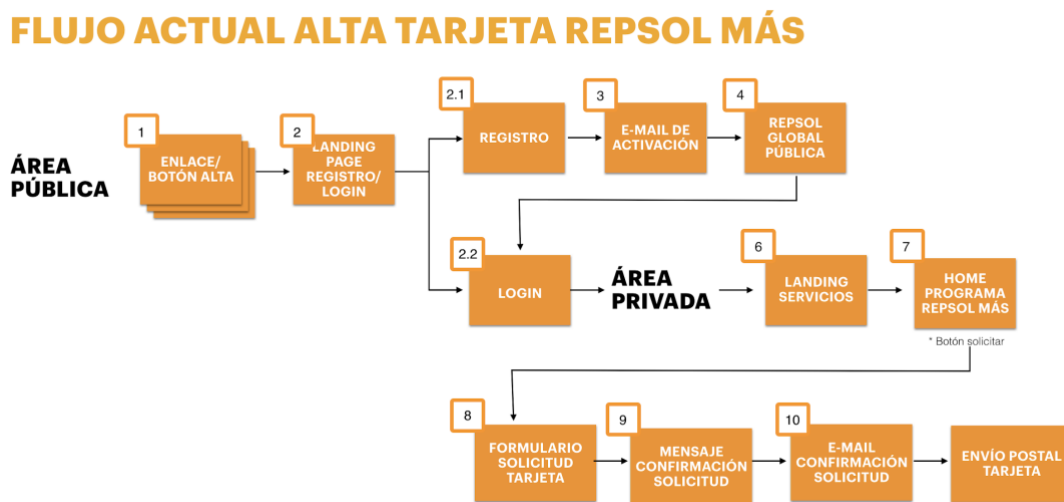 FLUJO ACTUAL ALTA TARJETA REPSOL MÁS
ÁREA
PÚBLICA
1
ENLACE/
BOTÓN ALTA
2
LANDING
PAGE
REGISTRO/
LOGIN
2.1
REGISTRO
3
E-MAIL DE
ACTIVACIÓN
4
REPSOL
GLOBAL
PÚBLICA
2.2
LOGIN
ÁREA
PRIVADA
6
LANDING
SERVICIOS
7
HOME
PROGRAMA
REPSOL MÁS
* Botón solicitar
8
FORMULARIO
SOLICITUD
TARJETA
9
MENSAJE
CONFIRMACIÓN
SOLICITUD
10
E-MAIL
CONFIRMACIÓN
SOLICITUD
ENVÍO POSTAL
TARJETA